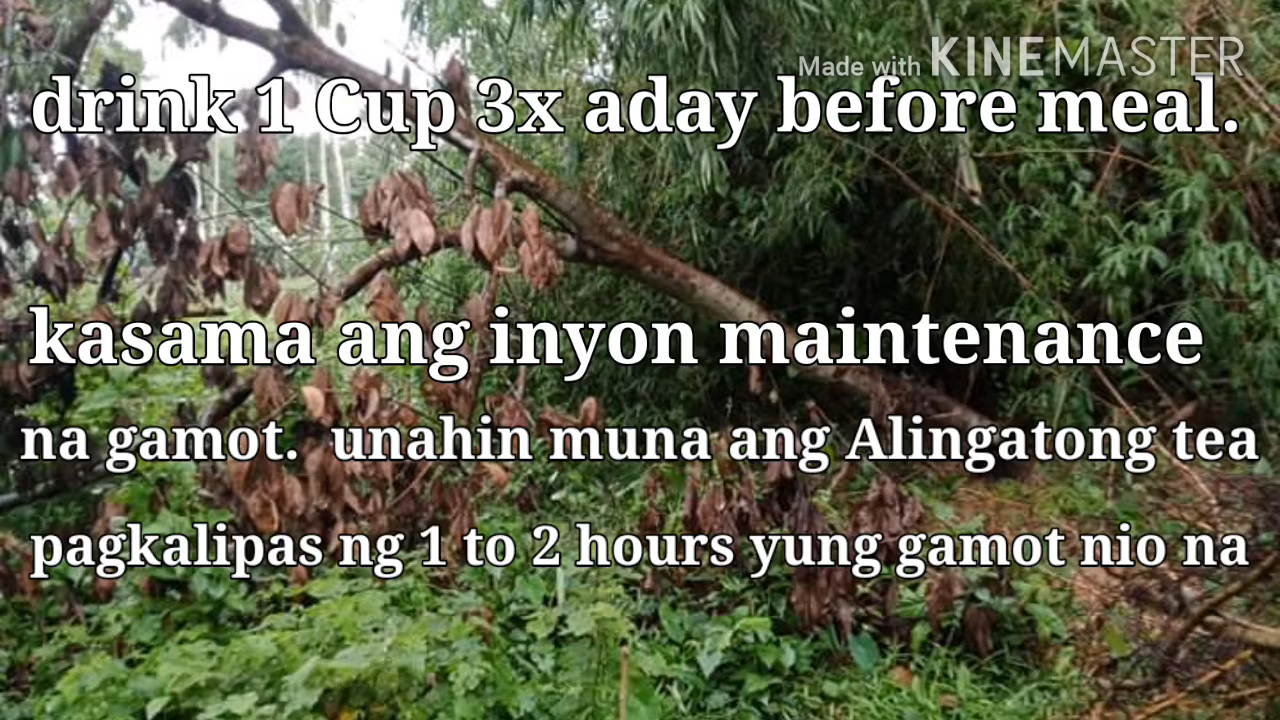 Made with KINEMASTER
drink 1 Cup 3x aday before meal.
kasama ang inyon maintenance
na gamot. unahin muna ang Alingatong tea
pagkalipas ng 1 to 2 hours yung gamot nio na